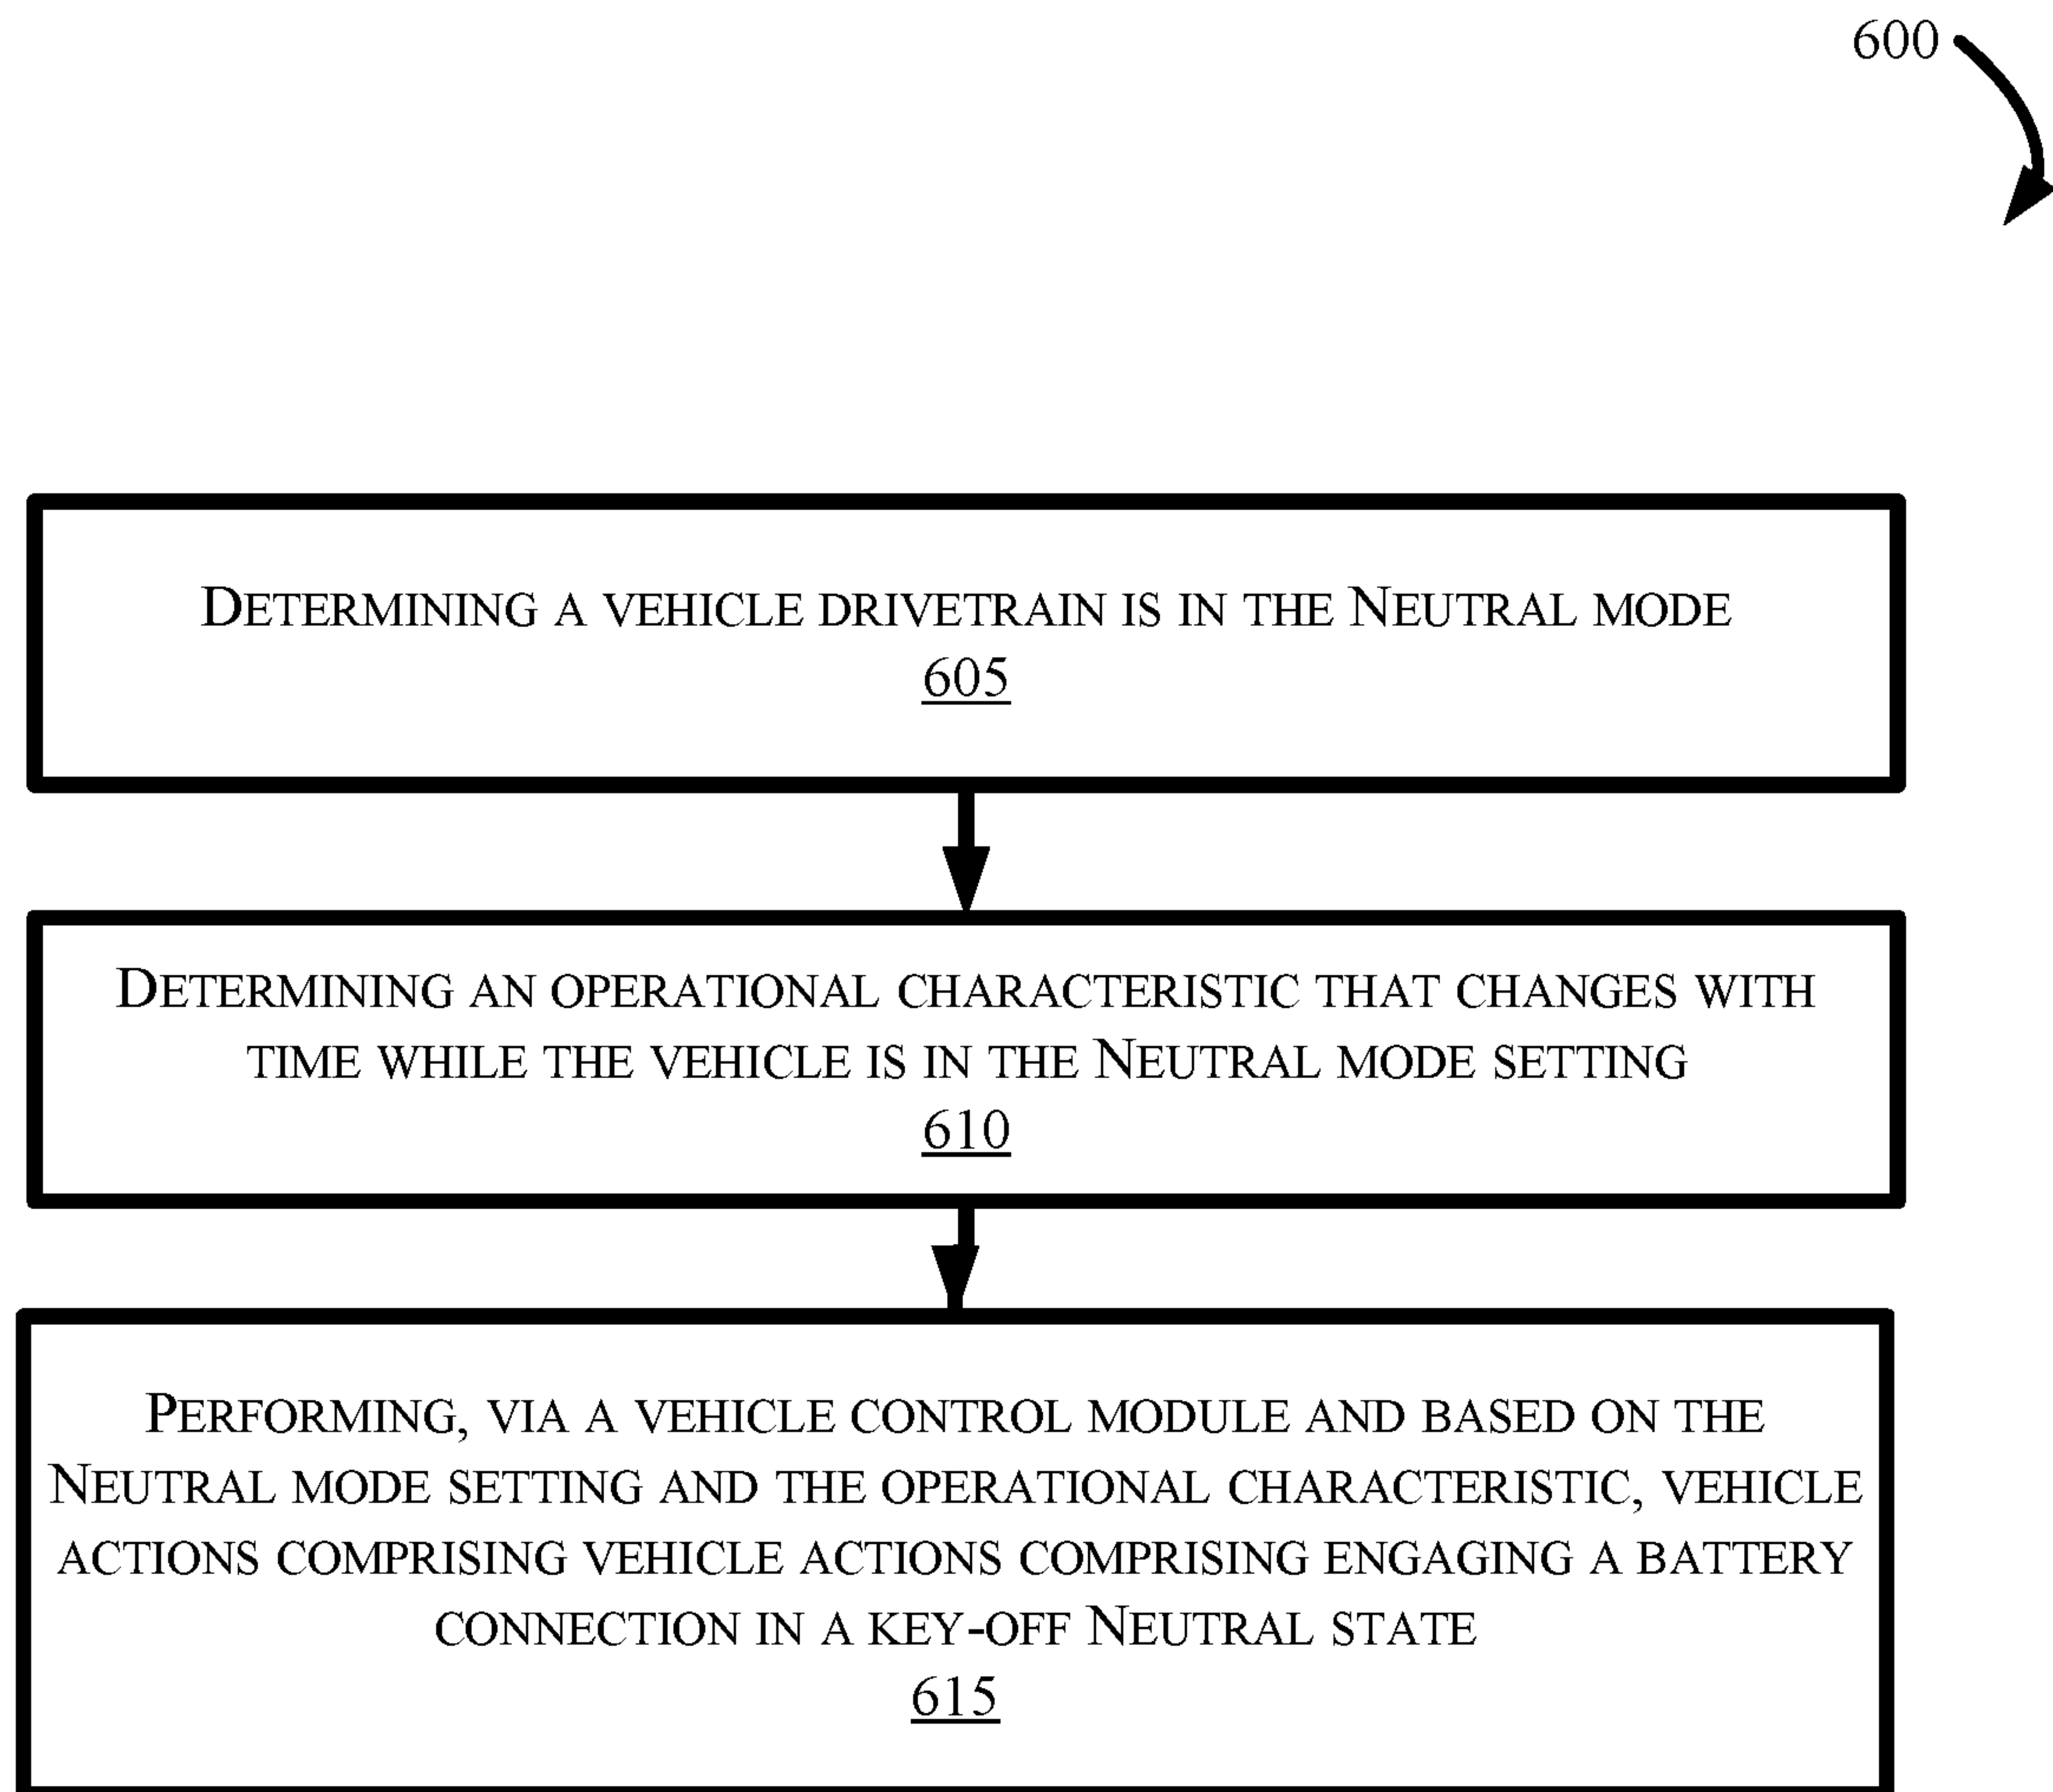 600
Determining a vehicle drivetrain is in the Neutral mode
605
Determining an operational characteristic that changes with
time while the vehicle is in the Neutral mode setting
610
Performing, via a vehicle control module and based on the
Neutral mode setting and the operational characteristic, vehicle
actions comprising vehicle actions comprising engaging a battery
connection in a key-off Neutral state
615